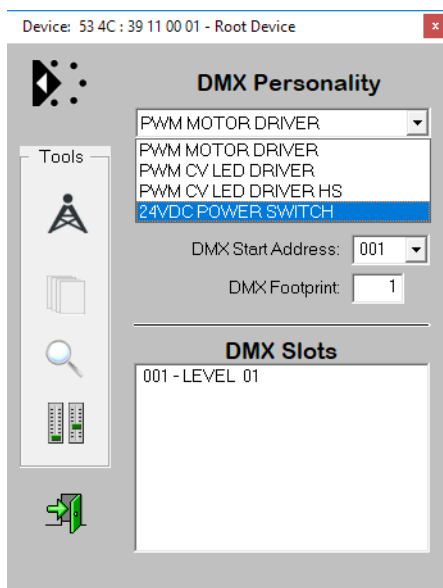 Device: 53 4C : 39 11 00 01 - Root Device
x
DMX Personality
PWM MOTOR DRIVER
Tools
PWM MOTOR DRIVER
PWM CV LED DRIVER
PWM CV LED DRIVER HS
24VDC POWER SWITCH
DMX Start Address: 001
DMX Footprint: 1
DMX Slots
001 - LEVEL 01